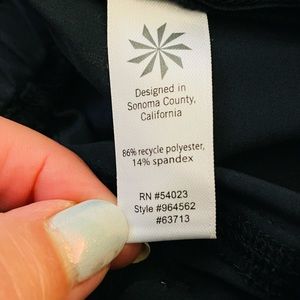 Designed in
Sonoma County,
California
86% recycle polyester,
14% spandex
RN #54023
Style #964562
#63713